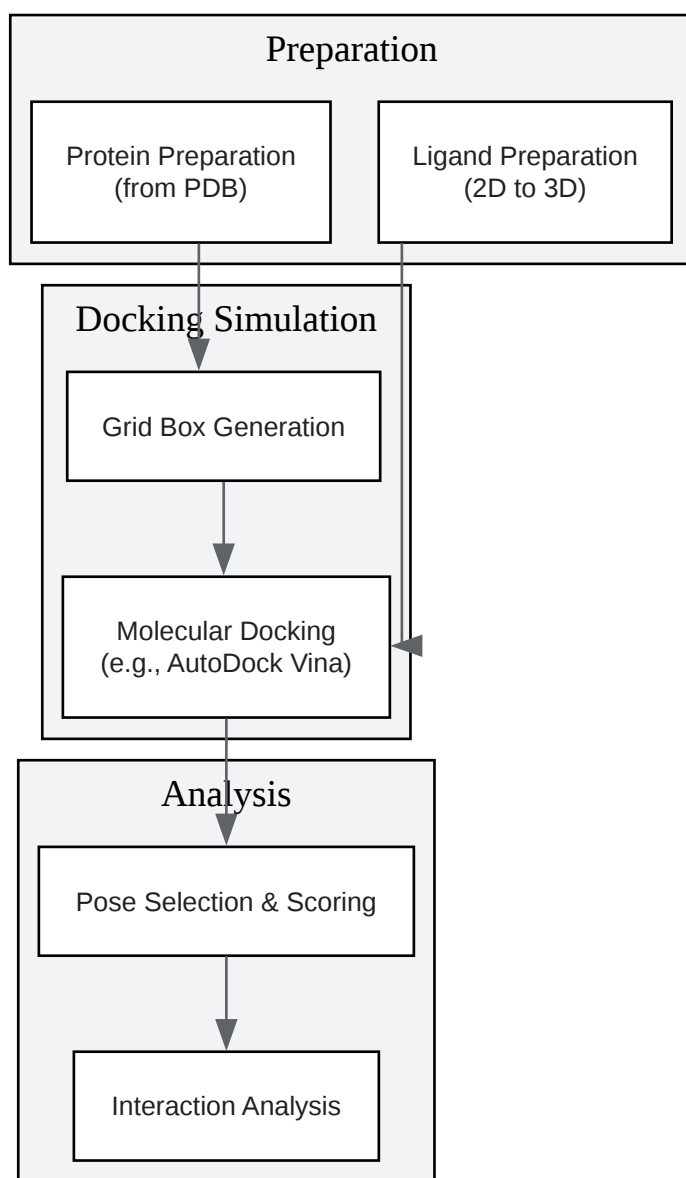 Preparation
Protein Preparation
(from PDB)
Ligand Preparation
(2D to 3D)
Docking Simulation
Grid Box Generation
Molecular Docking
(e.g., AutoDock Vina)
Analysis
Pose Selection & Scoring
Interaction Analysis